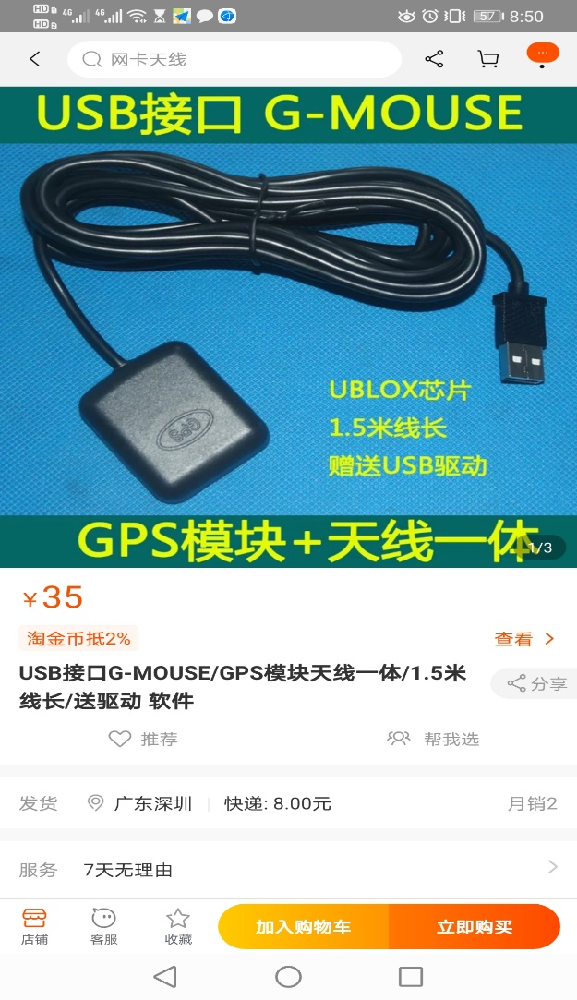 HD 1 4G 4G 57 8:50
HD 2
网卡天线
USB接口 G-MOUSE
GPS
UBLOX芯片
1.5米线长
赠送USB驱动
GPS模块+天线一体
1/3
￥35
淘金币抵2% 查看
USB接口G-MOUSE/GPS模块天线一体/1.5米
线长/送驱动 软件
分享
推荐 帮我选
发货 广东深圳 快递: 8.00元 月销2
服务 7天无理由
店铺 客服 收藏 加入购物车 立即购买